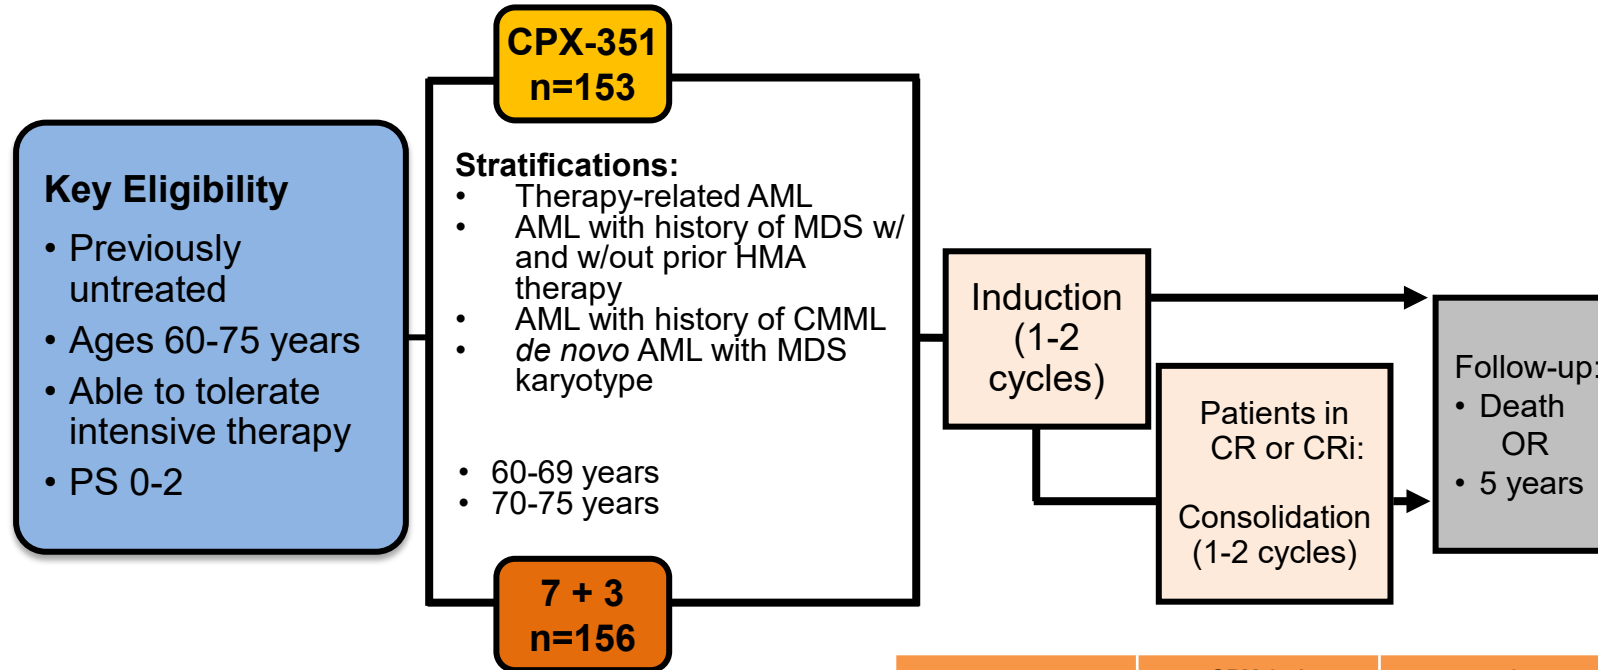 CPX-351
n=153
Key Eligibility
• Previously
untreated
• Ages 60-75 years
• Able to tolerate
intensive therapy
• PS 0-2
Stratifications:
• Therapy-related AML
• AML with history of MDS w/
and w/out prior HMA
therapy
• AML with history of CMML
• de novo AML with MDS
karyotype
• 60-69 years
• 70-75 years
7 + 3
n=156
Induction
(1-2
cycles)
Patients in
CR or CRi:
Consolidation
(1-2 cycles)
Follow-up:
• Death
OR
• 5 years